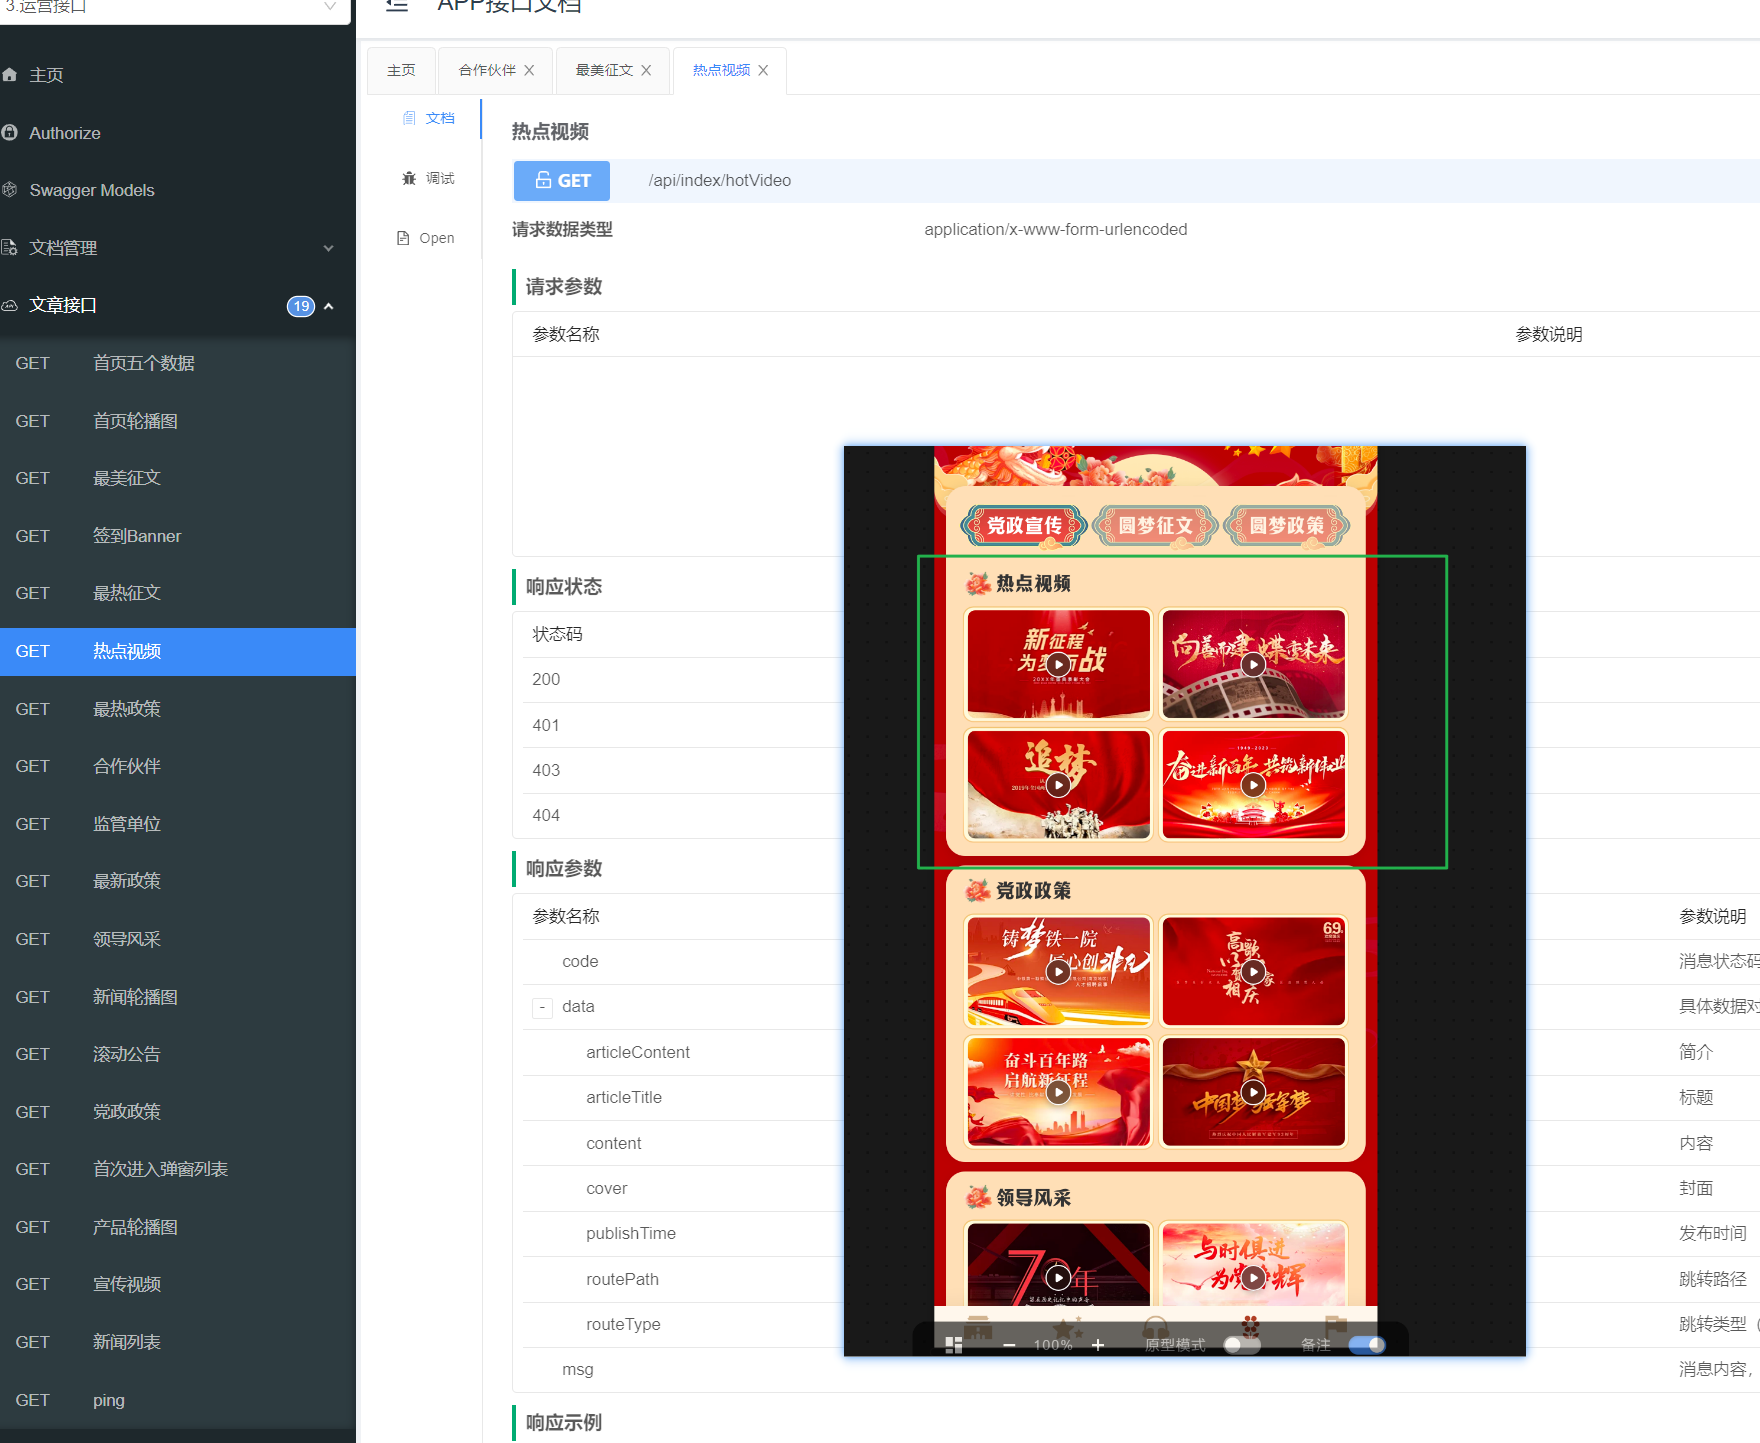 3.运营接口
APP接口文档
主页
Authorize
Swagger Models
文档管理
文章接口
19
GET 首页五个数据
GET 首页轮播图
GET 最美征文
GET 签到Banner
GET 最热征文
GET 热点视频
GET 最热政策
GET 合作伙伴
GET 监管单位
GET 最新政策
GET 领导风采
GET 新闻轮播图
GET 滚动公告
GET 党政政策
GET 首次进入弹窗列表
GET 产品轮播图
GET 宣传视频
GET 新闻列表
GET ping
主页
合作伙伴
最美征文
热点视频
文档
调试
Open
热点视频
GET /api/index/hotVideo
请求数据类型 application/x-www-form-urlencoded
请求参数
参数名称 参数说明
响应状态
状态码
200
401
403
404
响应参数
参数名称 参数说明
code 消息状态码
- data 具体数据对
articleContent 简介
articleTitle 标题
content 内容
cover 封面
publishTime 发布时间
routePath 跳转路径
routeType 跳转类型（
msg 消息内容，
响应示例
党政宣传
圆梦征文
圆梦政策
热点视频
新征程
向善而建 蝶变未来
追梦
奋进新百年 共筑新伟业
党政政策
铸梦铁一院
匠心创非凡
69
高歌
相庆
奋斗百年路
启航新征程
中国梦 强军梦
领导风采
70年
与时俱进
100%
原型模式
备注